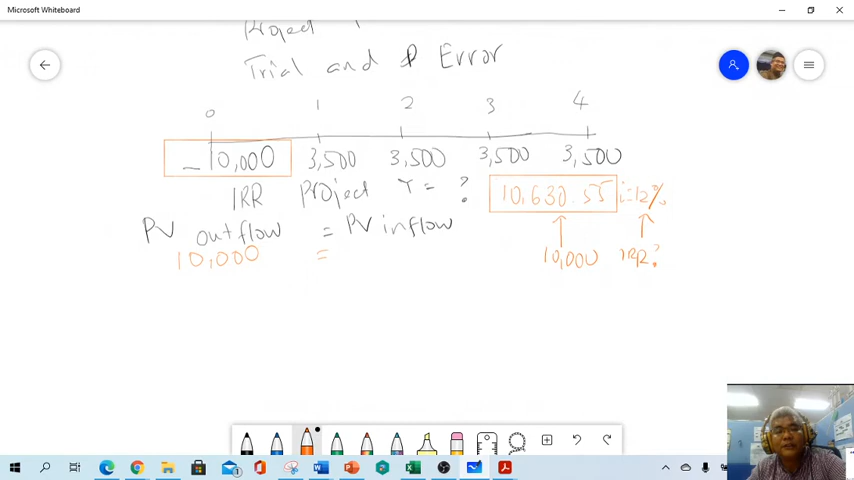 Microsoft Whiteboard
Project
Trial and Error
0 1 2 3 4
-10,000 3,500 3,500 3,500 3,500
IRR Project Y = ? 10,630.55 i=12%
PV outflow = PV inflow
10,000 = 10,000 IRR?